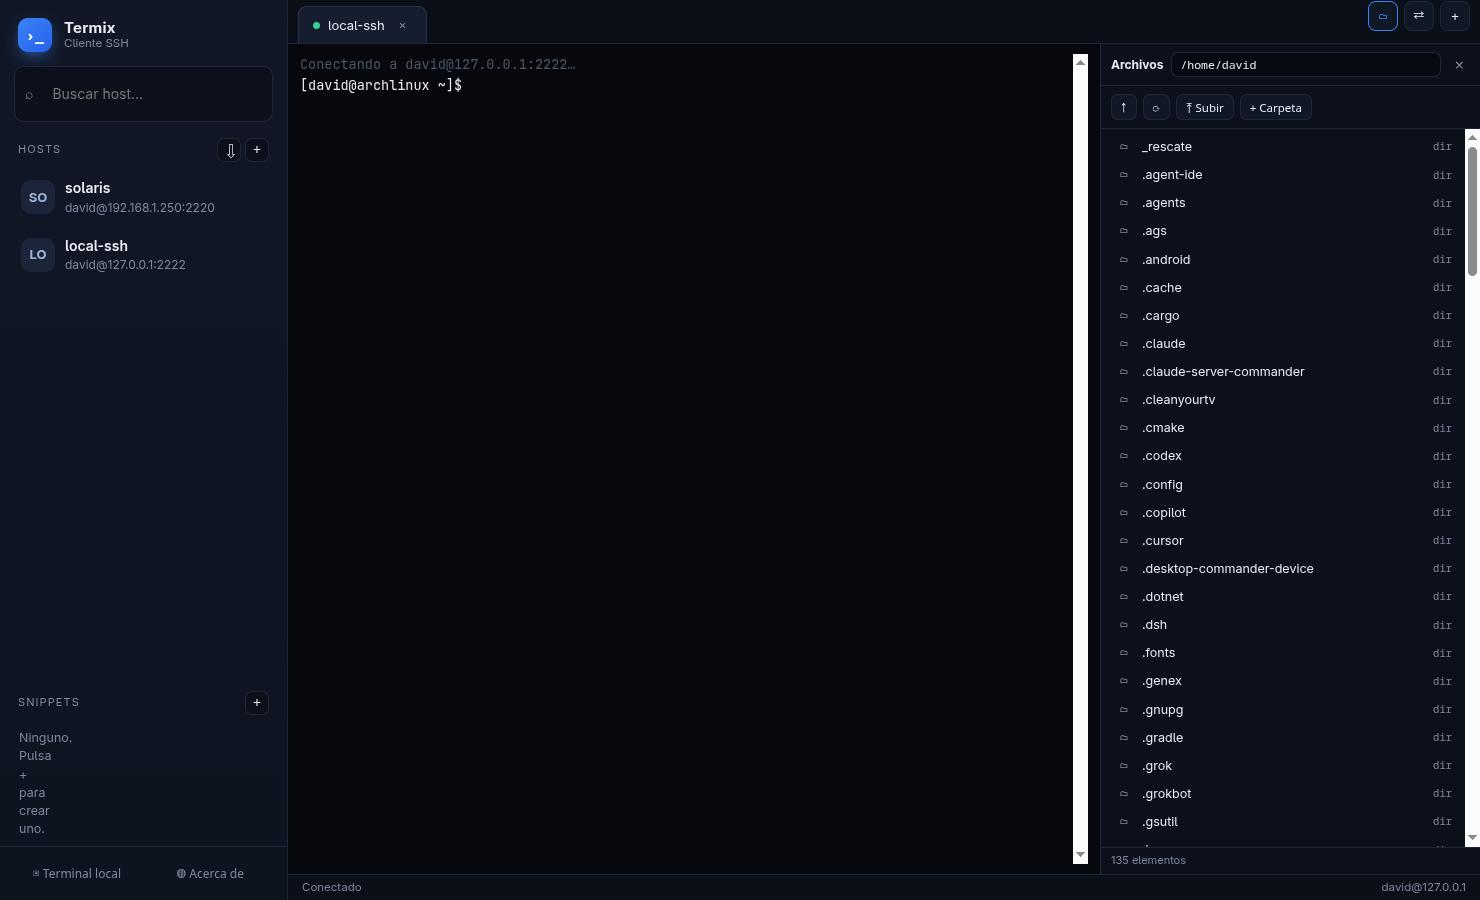 Termix
Cliente SSH
Buscar host...
HOSTS
+
SO
solaris
david@192.168.1.250:2220
LO
local-ssh
david@127.0.0.1:2222
SNIPPETS
+
Ninguno.
Pulsa
+
para
crear
uno.
Terminal local
Acerca de
local-ssh ×
+
Conectando a david@127.0.0.1:2222…
[david@archlinux ~]$
Archivos /home/david ×
↑ ⟳ ⤒ Subir + Carpeta
_rescate dir
.agent-ide dir
.agents dir
.ags dir
.android dir
.cache dir
.cargo dir
.claude dir
.claude-server-commander dir
.cleanyourtv dir
.cmake dir
.codex dir
.config dir
.copilot dir
.cursor dir
.desktop-commander-device dir
.dotnet dir
.dsh dir
.fonts dir
.genex dir
.gnupg dir
.gradle dir
.grok dir
.grokbot dir
.gsutil dir
135 elementos
Conectado
david@127.0.0.1